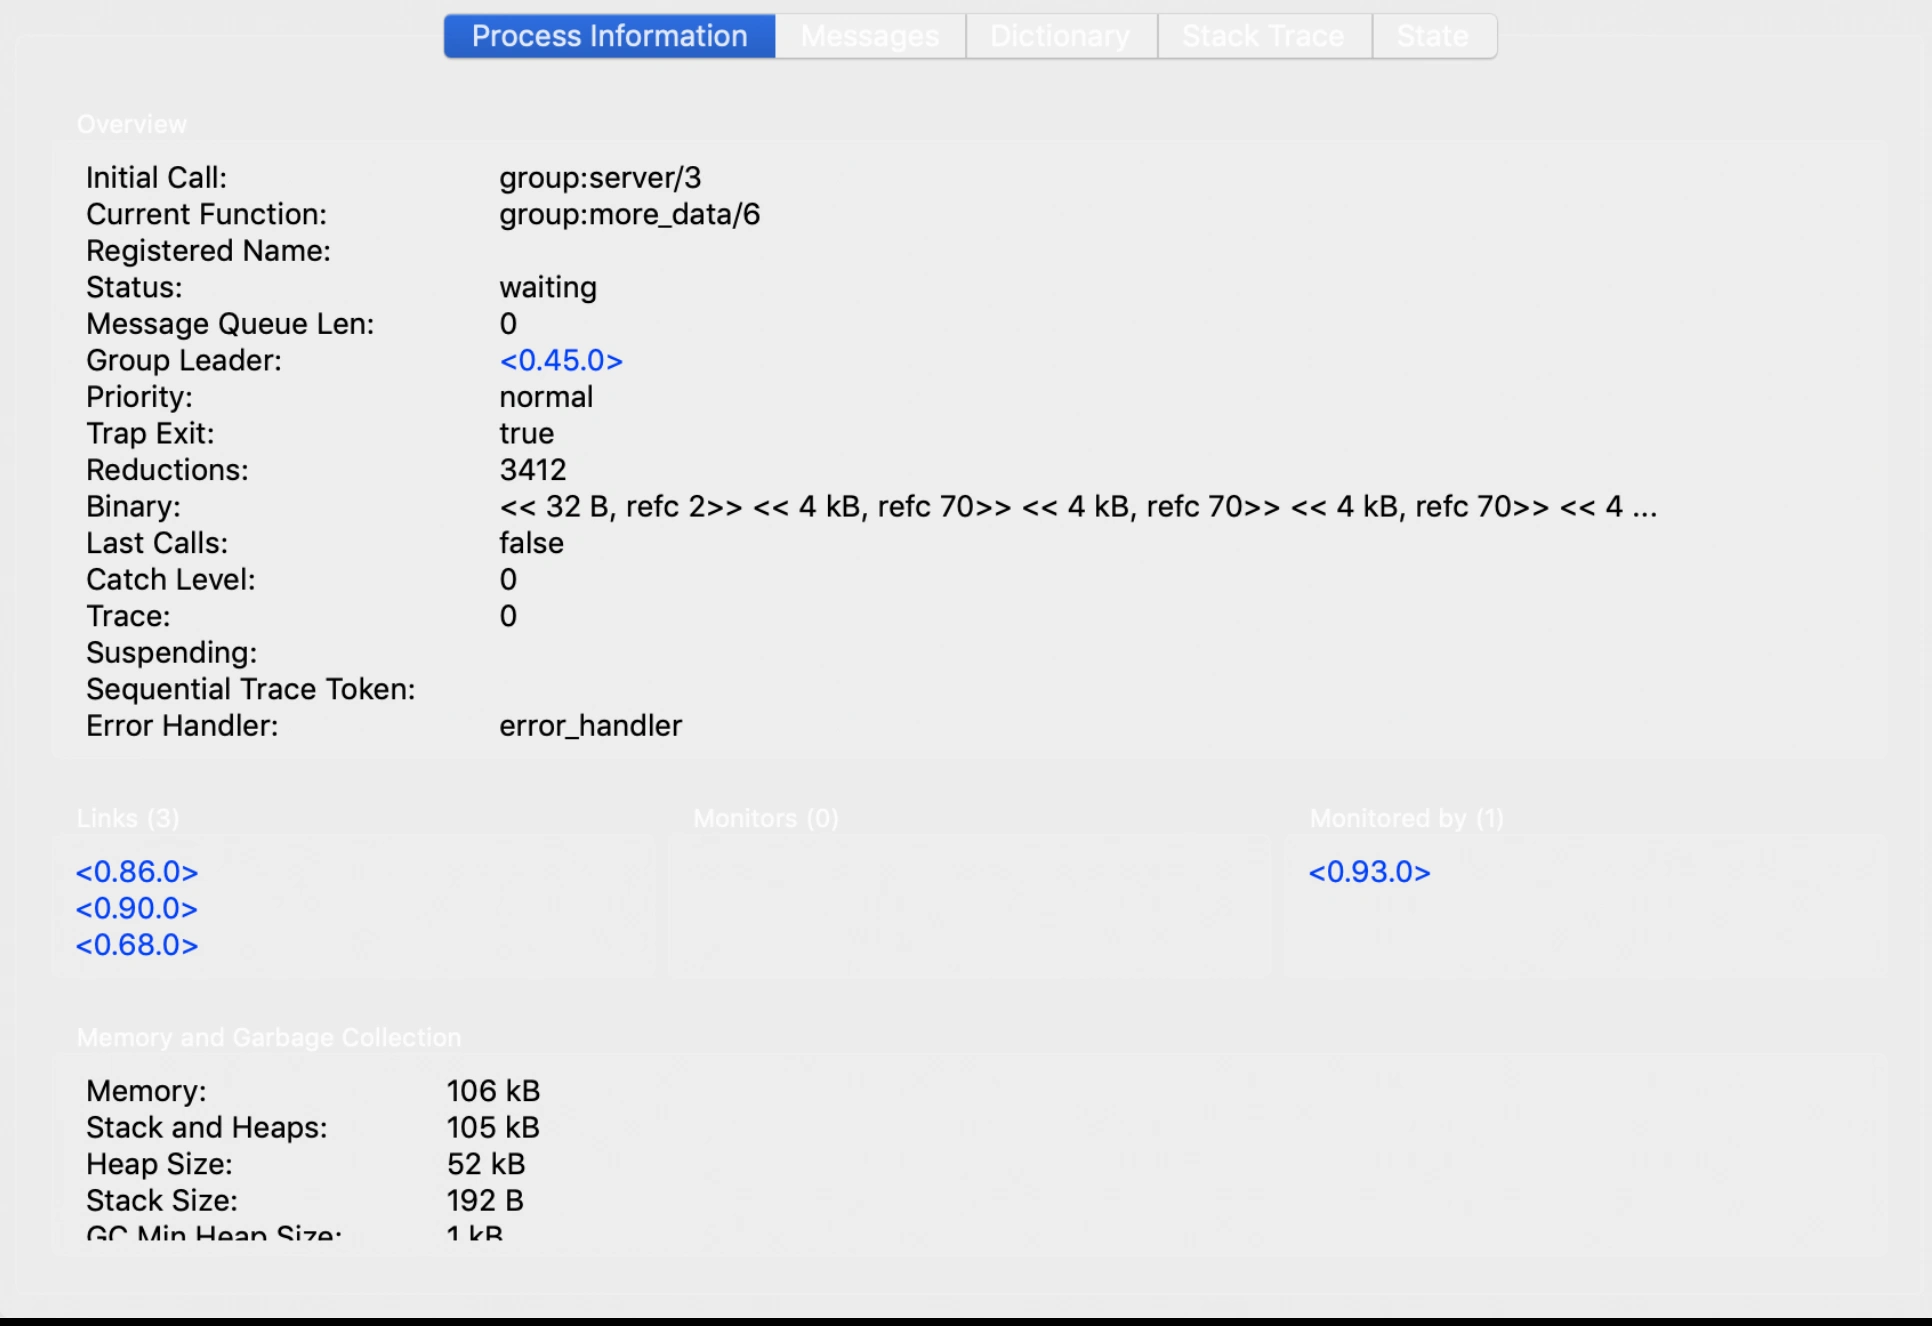 Process Information Messages Dictionary Stack Trace State
Overview
Initial Call: group:server/3
Current Function: group:more_data/6
Registered Name:
Status: waiting
Message Queue Len: 0
Group Leader: <0.45.0>
Priority: normal
Trap Exit: true
Reductions: 3412
Binary: << 32 B, refc 2>> << 4 kB, refc 70>> << 4 kB, refc 70>> << 4 kB, refc 70>> << 4 ...
Last Calls: false
Catch Level: 0
Trace: 0
Suspending:
Sequential Trace Token:
Error Handler: error_handler
Links (3) Monitors (0) Monitored by (1)
<0.86.0> <0.93.0>
<0.90.0>
<0.68.0>
Memory and Garbage Collection
Memory: 106 kB
Stack and Heaps: 105 kB
Heap Size: 52 kB
Stack Size: 192 B
GC Min Heap Size: 1 kB